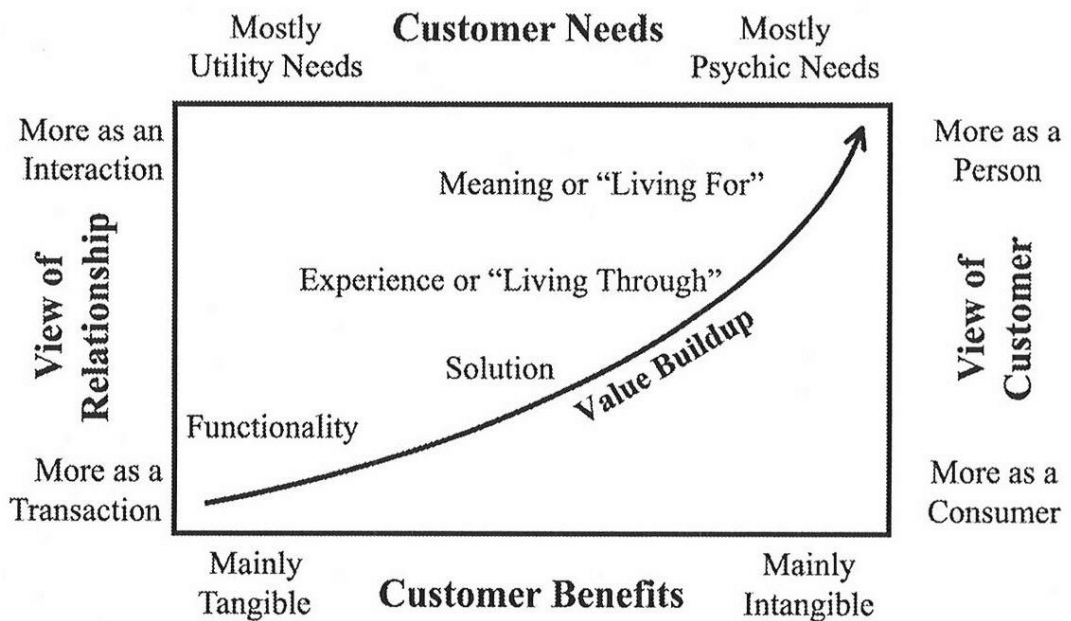 Mostly
Utility Needs
Customer Needs
Mostly
Psychic Needs
More as an
Interaction
View of
Relationship
More as a
Transaction
Meaning or “Living For”
Experience or “Living Through”
Solution
Value Buildup
Functionality
More as a
Person
View of
Customer
More as a
Consumer
Mainly
Tangible
Customer Benefits
Mainly
Intangible